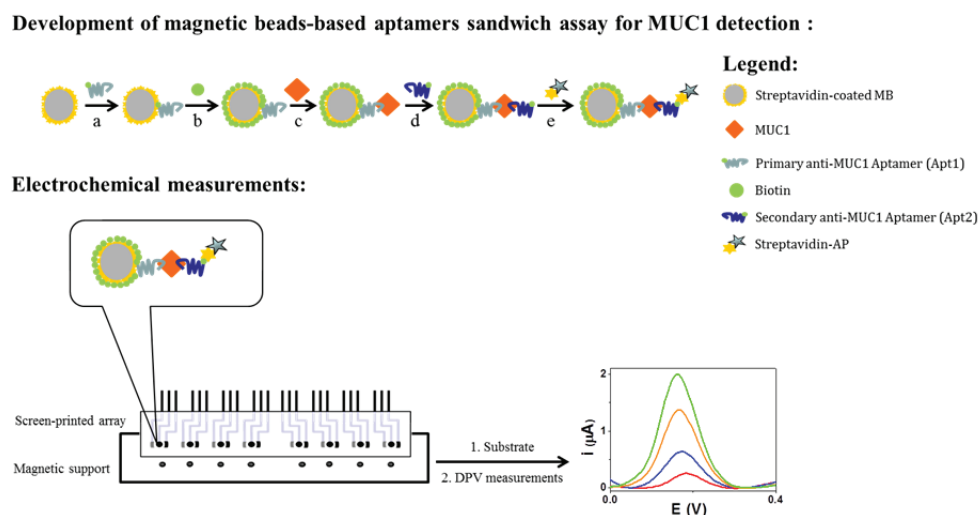 Development of magnetic beads-based aptamers sandwich assay for MUC1 detection :
Legend:
Streptavidin-coated MB
MUC1
Primary anti-MUC1 Aptamer (Apt1)
Biotin
Secondary anti-MUC1 Aptamer (Apt2)
Streptavidin-AP
a
b
c
d
e
Electrochemical measurements:
Screen-printed array
Magnetic support
1. Substrate
2. DPV measurements
2
1
0
i (µA)
0.0
0.4
E (V)